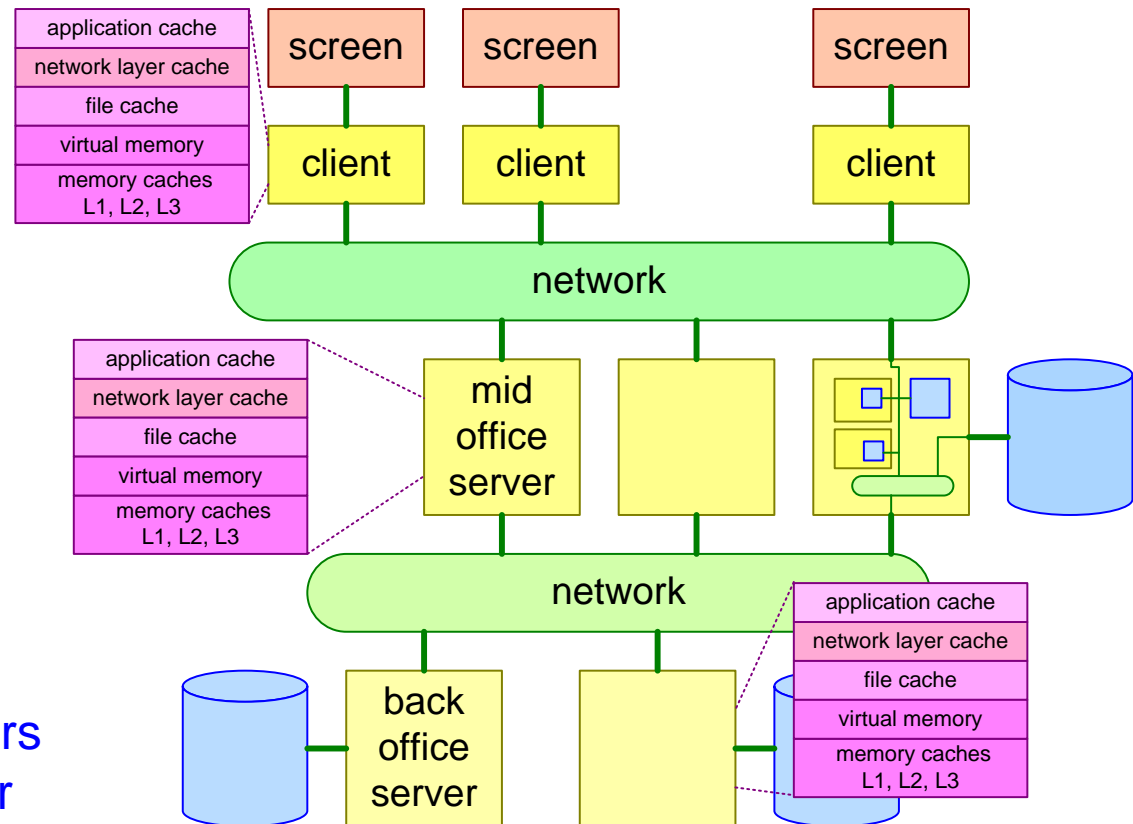 application cache
network layer cache
file cache
virtual memory
memory caches
L1, L2, L3
screen
screen
screen
client
client
client
network
application cache
network layer cache
file cache
virtual memory
memory caches
L1, L2, L3
mid
office
server
network
application cache
network layer cache
file cache
virtual memory
memory caches
L1, L2, L3
back
office
server
rs
r